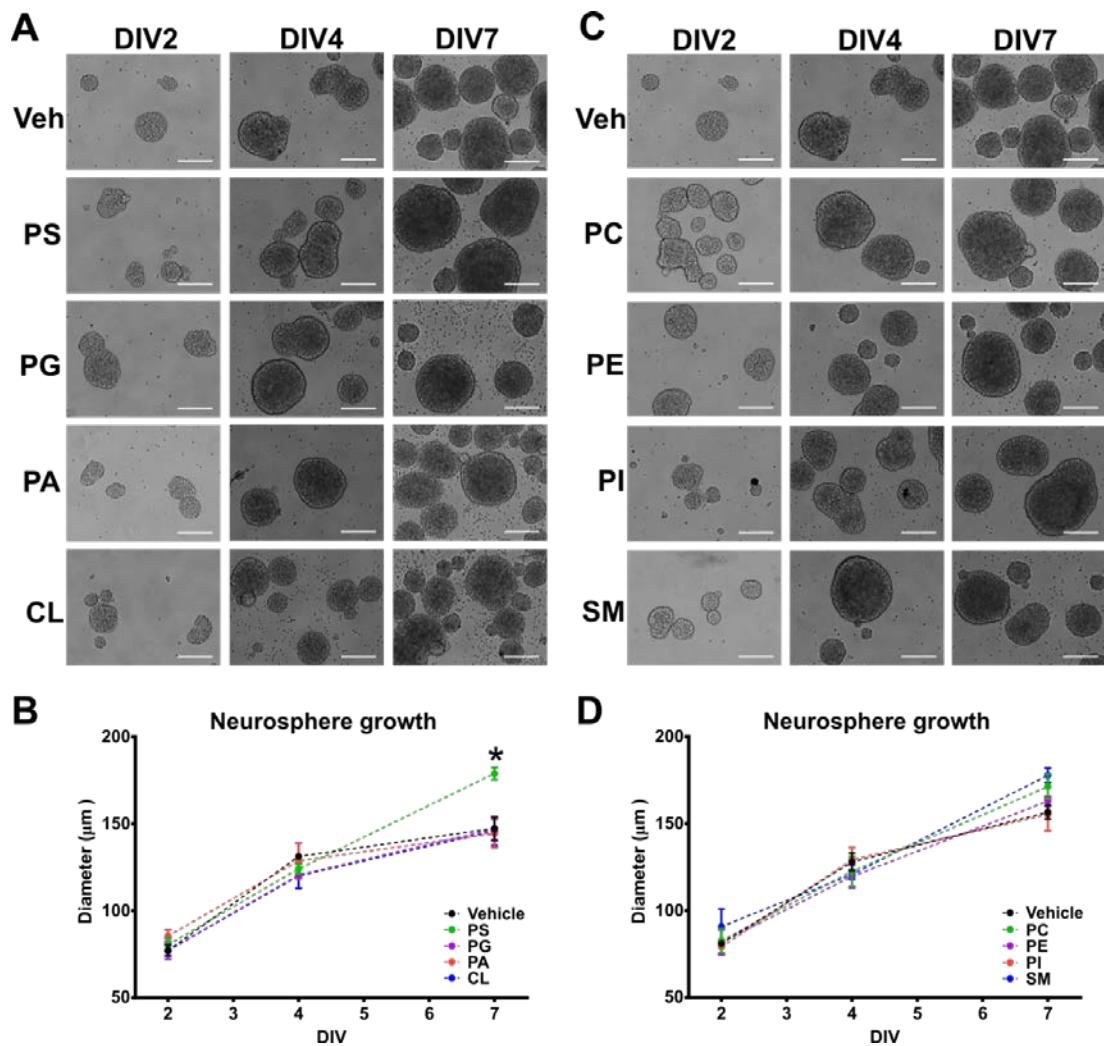 A
DIV2 DIV4 DIV7
Veh
PS
PG
PA
CL
C
DIV2 DIV4 DIV7
Veh
PC
PE
PI
SM
B
Neurosphere growth
Diameter (μm )
200
150
100
50
*
Vehicle
PS
PG
PA
CL
2 3 4 5 6 7
DIV
D
Neurosphere growth
Diameter (μm )
200
150
100
50
Vehicle
PC
PE
PI
SM
2 3 4 5 6 7
DIV